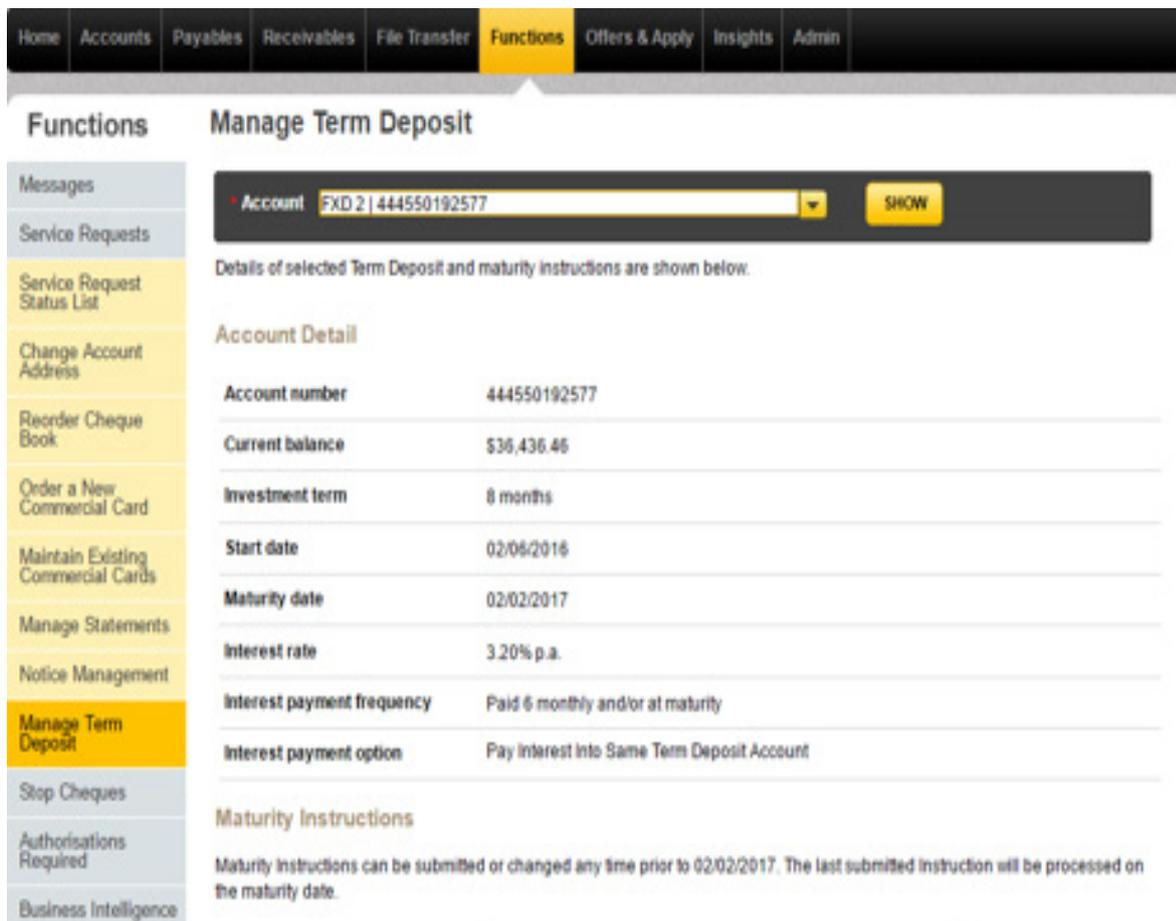 Home Accounts Payables Receivables File Transfer Functions Offers & Apply Insights Admin
Functions
Messages
Service Requests
Service Request
Status List
Change Account
Address
Reorder Cheque
Book
Order a New
Commercial Card
Maintain Existing
Commercial Cards
Manage Statements
Notice Management
Manage Term
Deposit
Stop Cheques
Authorisations
Required
Business Intelligence
Manage Term Deposit
* Account FXD 2 | 444550192577 SHOW
Details of selected Term Deposit and maturity instructions are shown below.
Account Detail
Account number 444550192577
Current balance $36,436.46
Investment term 8 months
Start date 02/06/2016
Maturity date 02/02/2017
Interest rate 3.20% p.a.
Interest payment frequency Paid 6 monthly and/or at maturity
Interest payment option Pay Interest Into Same Term Deposit Account
Maturity Instructions
Maturity Instructions can be submitted or changed any time prior to 02/02/2017. The last submitted Instruction will be processed on
the maturity date.